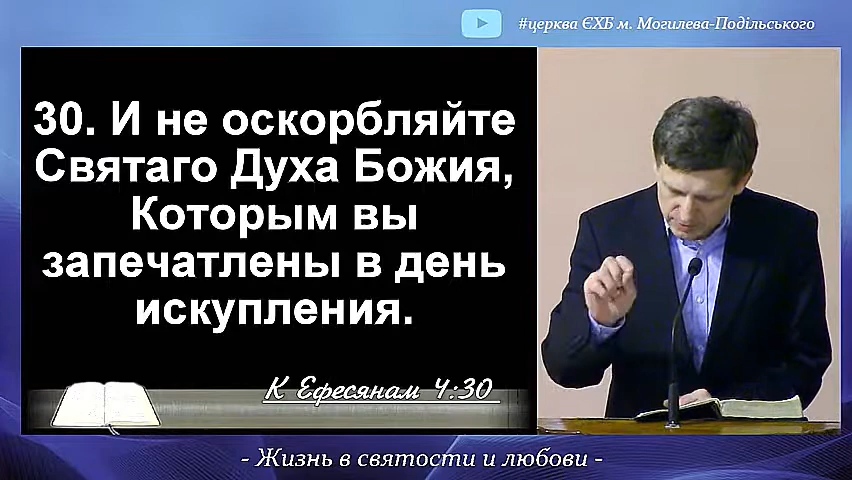 #церква ЄХБ м. Могилева-Подільського
30. И не оскорбляйте
Святаго Духа Божия,
Которым вы
запечатлены в день
искупления.
К Ефесянам 4:30
- Жизнь в святости и любови -